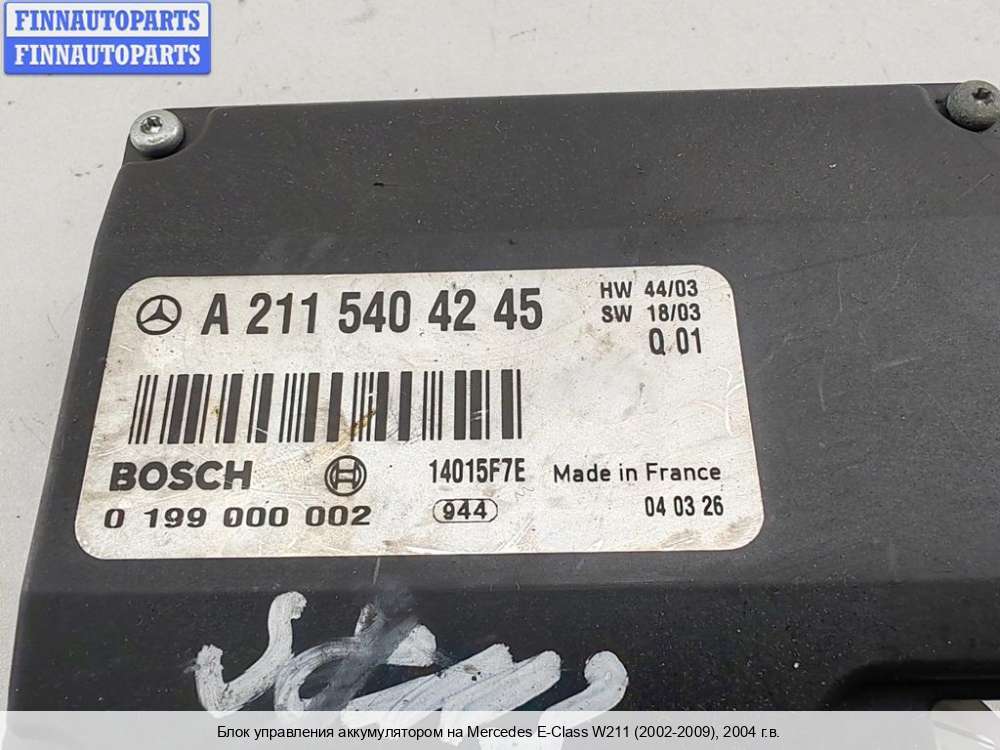 FINNAUTOPARTS
FINNAUTOPARTS
A 211 540 42 45
HW 44/03
SW 18/03
Q 01
BOSCH
14015F7E
Made in France
0 199 000 002
944
04 03 26
Блок управления аккумулятором на Mercedes E-Class W211 (2002-2009), 2004 г.в.